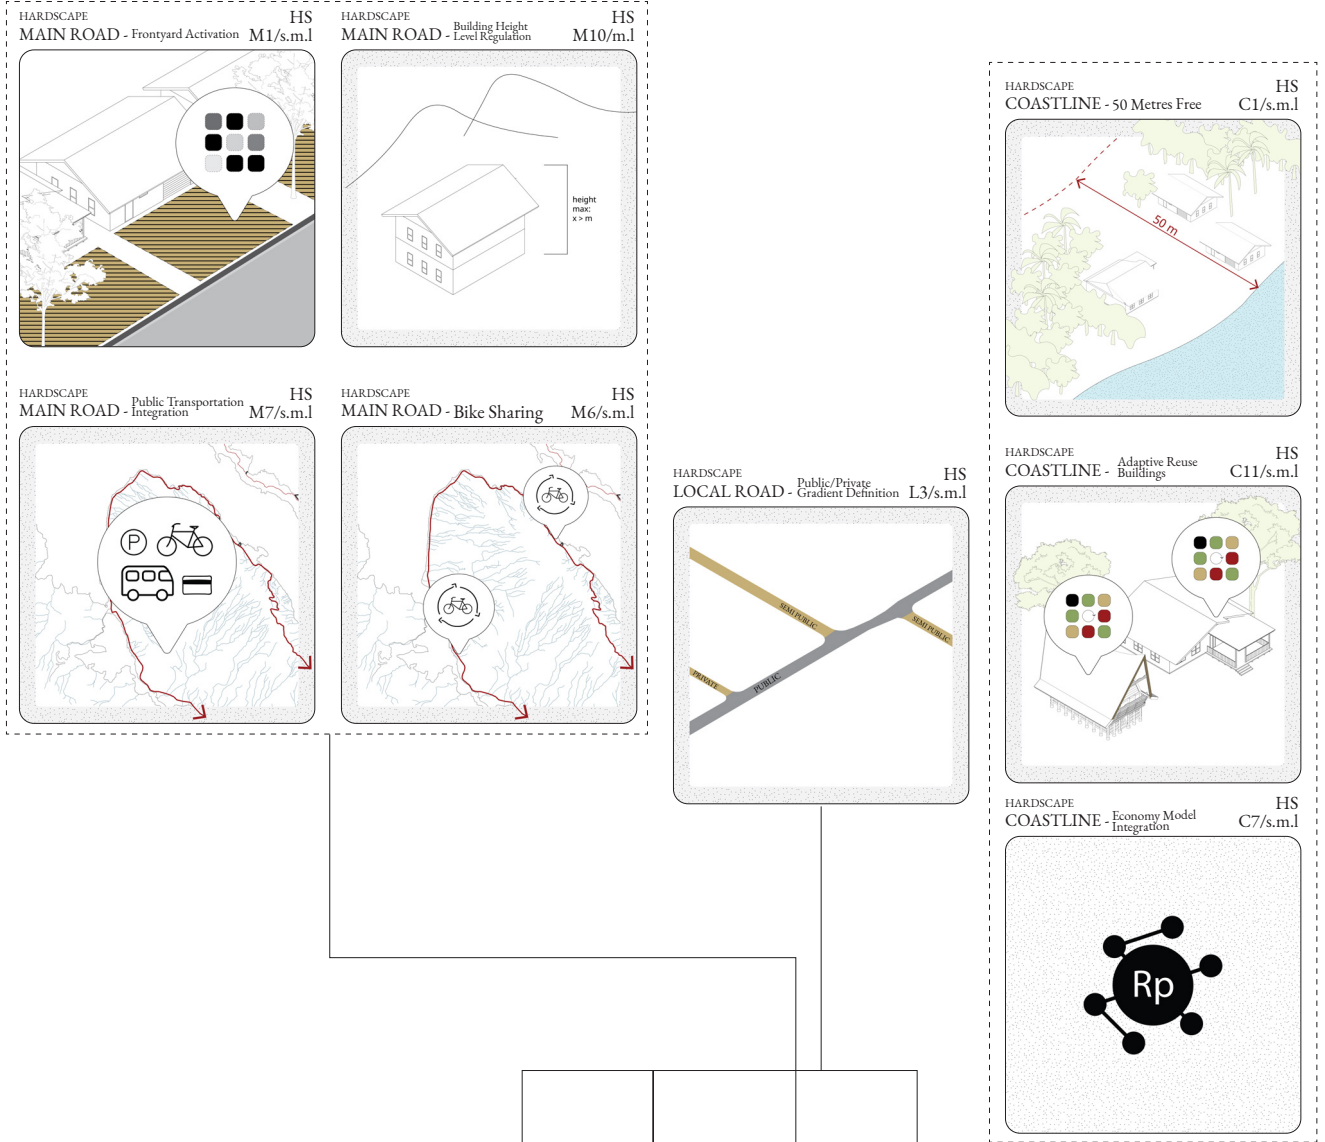 HARDSCAPE HS
MAIN ROAD - Frontyard Activation M1/s.m.l
HARDSCAPE HS
MAIN ROAD - Building Height
Level Regulation M10/m.l
height
max:
x > m
HARDSCAPE HS
MAIN ROAD - Public Transportation
Integration M7/s.m.l
P
HARDSCAPE HS
MAIN ROAD - Bike Sharing M6/s.m.l
HARDSCAPE HS
LOCAL ROAD - Public/Private
Gradient Definition L3/s.m.l
SEMI PUBLIC
SEMI PUBLIC
PRIVATE
PUBLIC
HARDSCAPE HS
COASTLINE - 50 Metres Free C1/s.m.l
50 m
HARDSCAPE HS
COASTLINE - Adaptive Reuse
Buildings C11/s.m.l
HARDSCAPE HS
COASTLINE - Economy Model
Integration C7/s.m.l
Rp